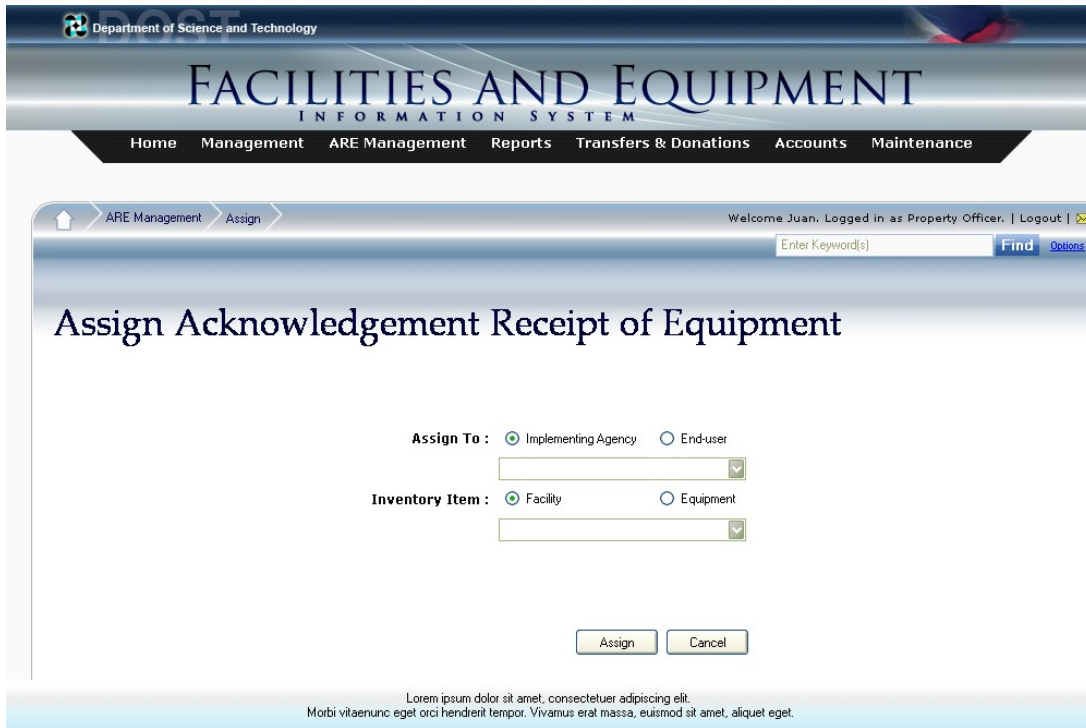 DOST
Department of Science and Technology
FACILITIES AND EQUIPMENT
INFORMATION SYSTEM
Home Management ARE Management Reports Transfers & Donations Accounts Maintenance
ARE Management Assign Welcome Juan. Logged in as Property Officer. | Logout |
Enter Keyword(s) Find Options
Assign Acknowledgement Receipt of Equipment
Assign To : Implementing Agency End-user
Inventory Item : Facility Equipment
Assign Cancel
Lorem ipsum dolor sit amet, consectetuer adipiscing elit.
Morbi vitaenunc eget orci hendrerit tempor. Vivamus erat massa, euismod sit amet, aliquet eget.